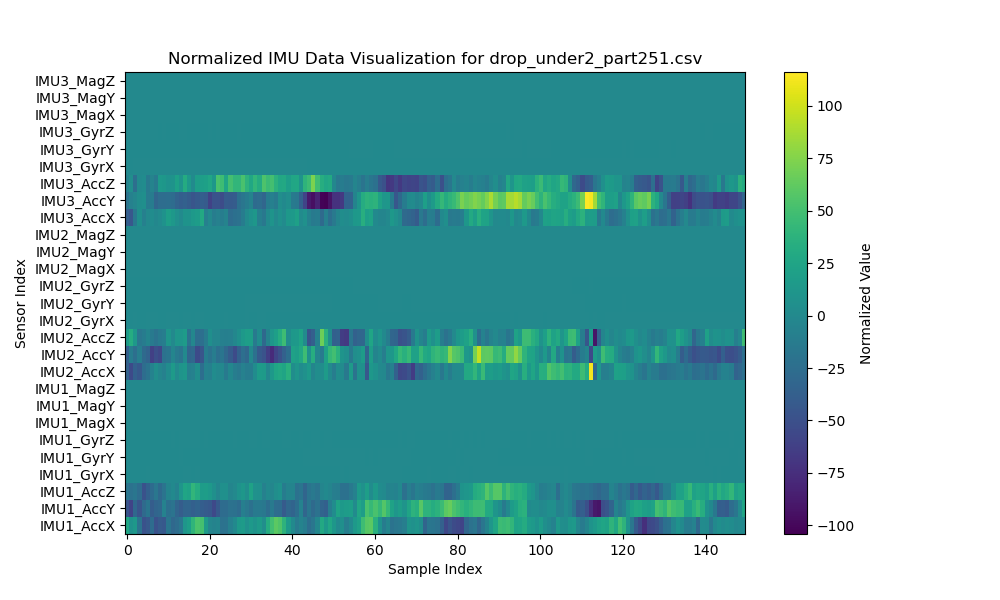 Normalized IMU Data Visualization for drop_under2_part251.csv
IMU3_MagZ
IMU3_MagY
IMU3_MagX
IMU3_GyrZ
IMU3_GyrY
IMU3_GyrX
IMU3_AccZ
IMU3_AccY
IMU3_AccX
IMU2_MagZ
IMU2_MagY
IMU2_MagX
IMU2_GyrZ
IMU2_GyrY
IMU2_GyrX
IMU2_AccZ
IMU2_AccY
IMU2_AccX
IMU1_MagZ
IMU1_MagY
IMU1_MagX
IMU1_GyrZ
IMU1_GyrY
IMU1_GyrX
IMU1_AccZ
IMU1_AccY
IMU1_AccX
Sensor Index
0 20 40 60 80 100 120 140
Sample Index
100
75
50
25
0
−25
−50
−75
−100
Normalized Value